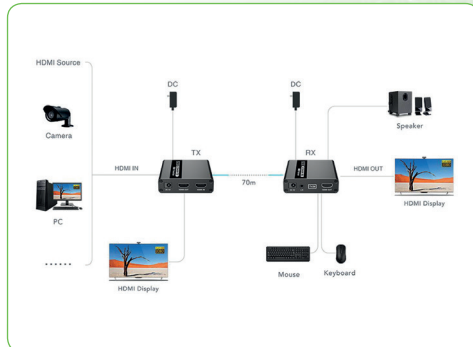 HDMI Source
DC
DC
TX
RX
Speaker
Camera
HDMI IN
70m
HDMI OUT
HDMI Display
PC
......
Mouse
Keyboard
HDMI Display